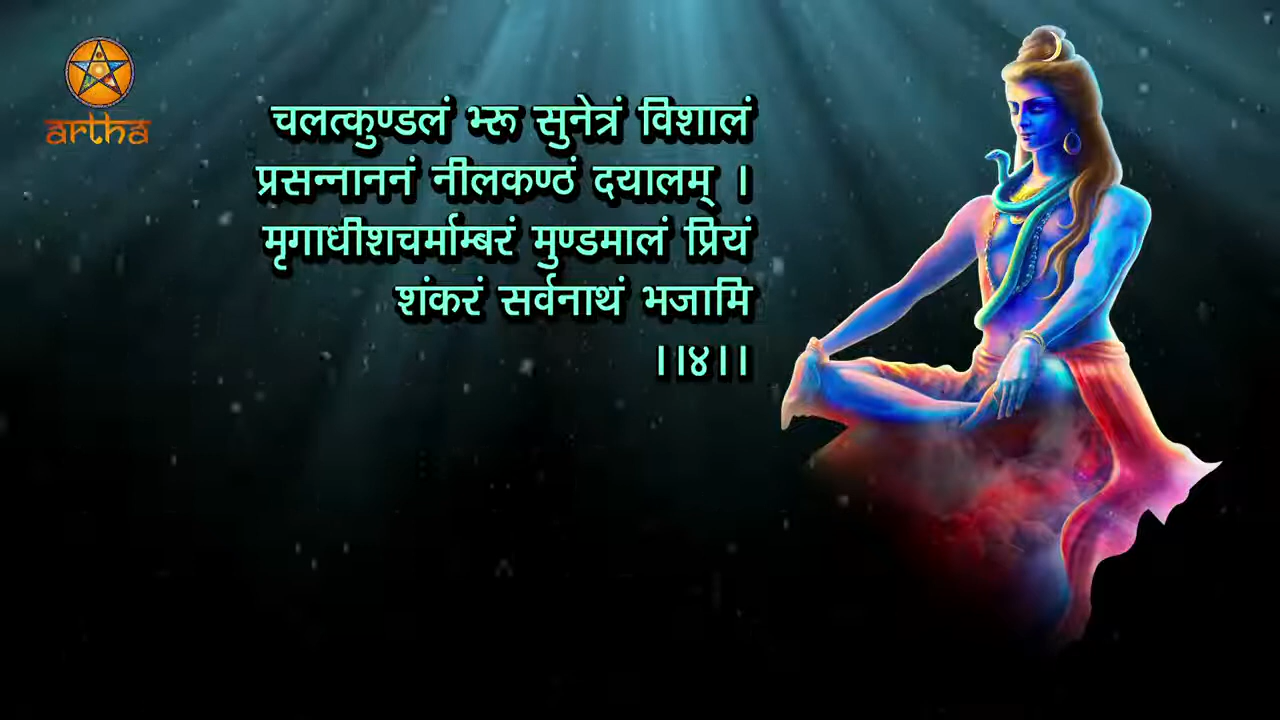 artha
चलत्कुण्डलं भ्रू सुनेत्रं विशालं
प्रसन्नाननं नीलकण्ठं दयालम् ।
मृगाधीशचर्माम्बरं मुण्डमालं प्रियं
शंकरं सर्वनाथं भजामि
।।४।।